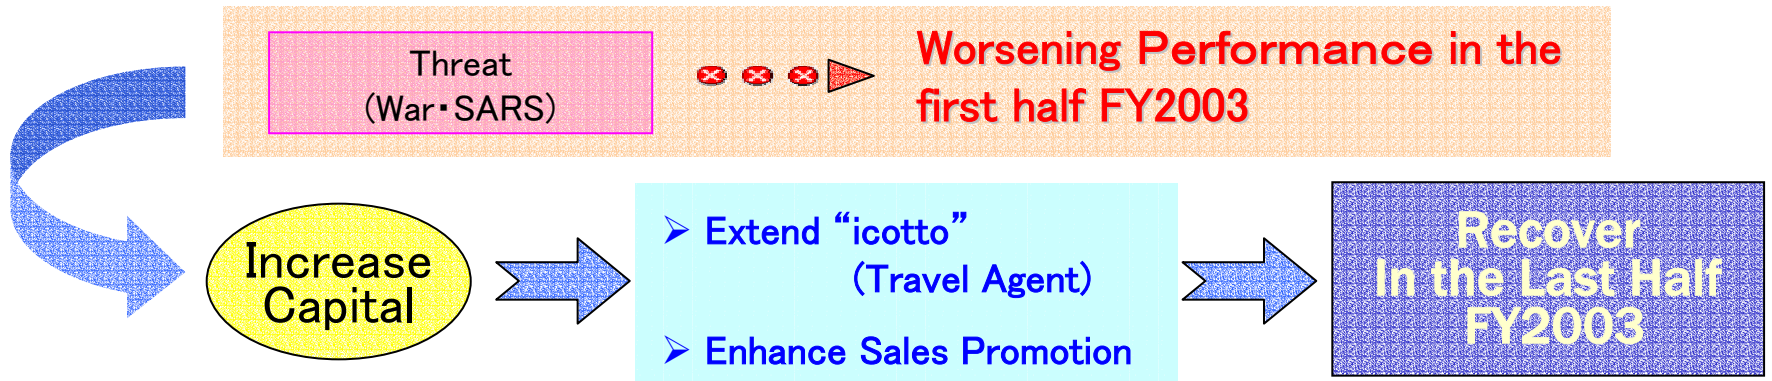 Threat
(War・SARS)
Worsening Performance in the
first half FY2003
Increase
Capital
➢ Extend “icotto”
(Travel Agent)
➢ Enhance Sales Promotion
Recover
In the Last Half
FY2003